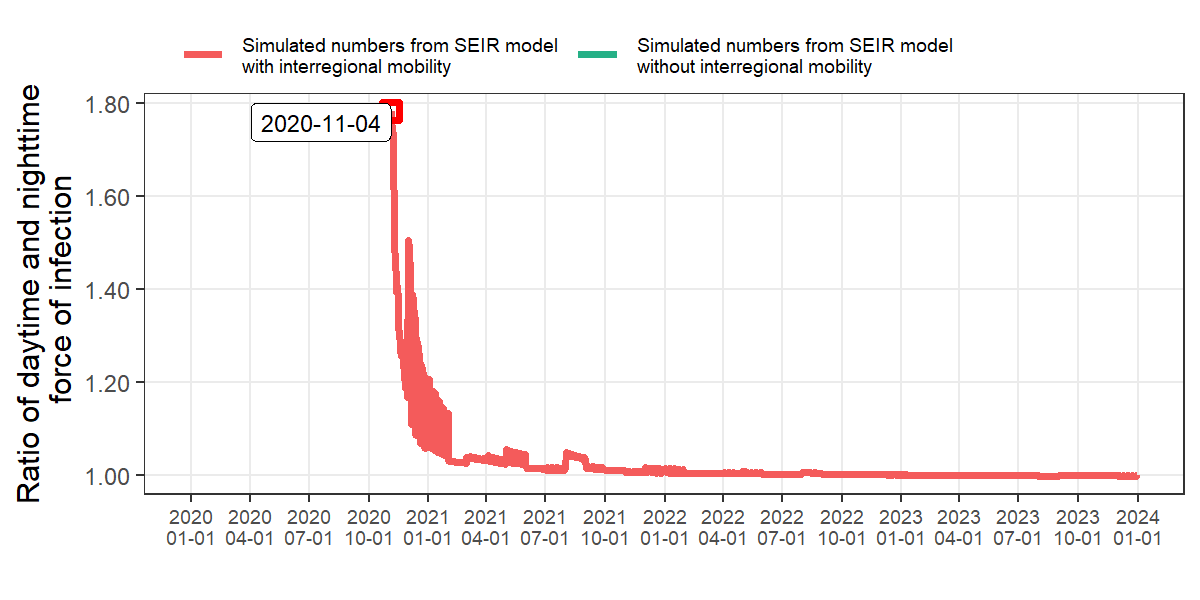 Simulated numbers from SEIR model
with interregional mobility
Simulated numbers from SEIR model
without interregional mobility
Ratio of daytime and nighttime
force of infection
1.80
1.60
1.40
1.20
1.00
2020-11-04
2020 2020 2020 2020 2021 2021 2021 2021 2022 2022 2022 2022 2023 2023 2023 2023 2024
01-01 04-01 07-01 10-01 01-01 04-01 07-01 10-01 01-01 04-01 07-01 10-01 01-01 04-01 07-01 10-01 01-01